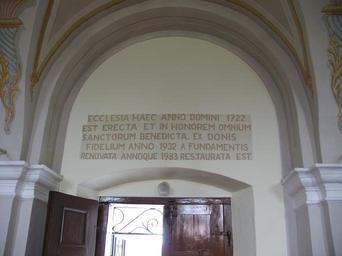 ECCLESIA HAEC ANNO DOMINI 1722
EST ERECTA ET IN HONOREM OMNIUM
SANCTORUM BENEDICTA. EX DONIS
FIDELIUM ANNO 1932 A FUNDAMENTIS
RENOVATA ANNOQUE 1983 RESTAURATA EST.